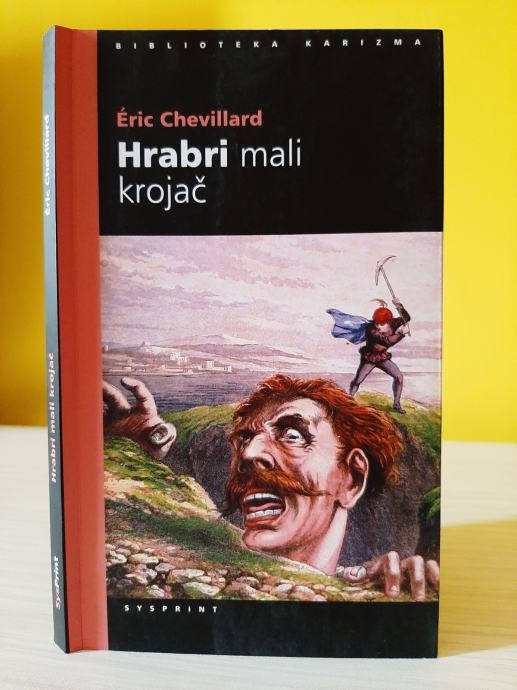 BIBLIOTEKA KARIZMA
Éric Chevillard
Hrabri mali
krojač
SYSPRINT
Éric Chevillard
Hrabri mali krojač
SysPrint